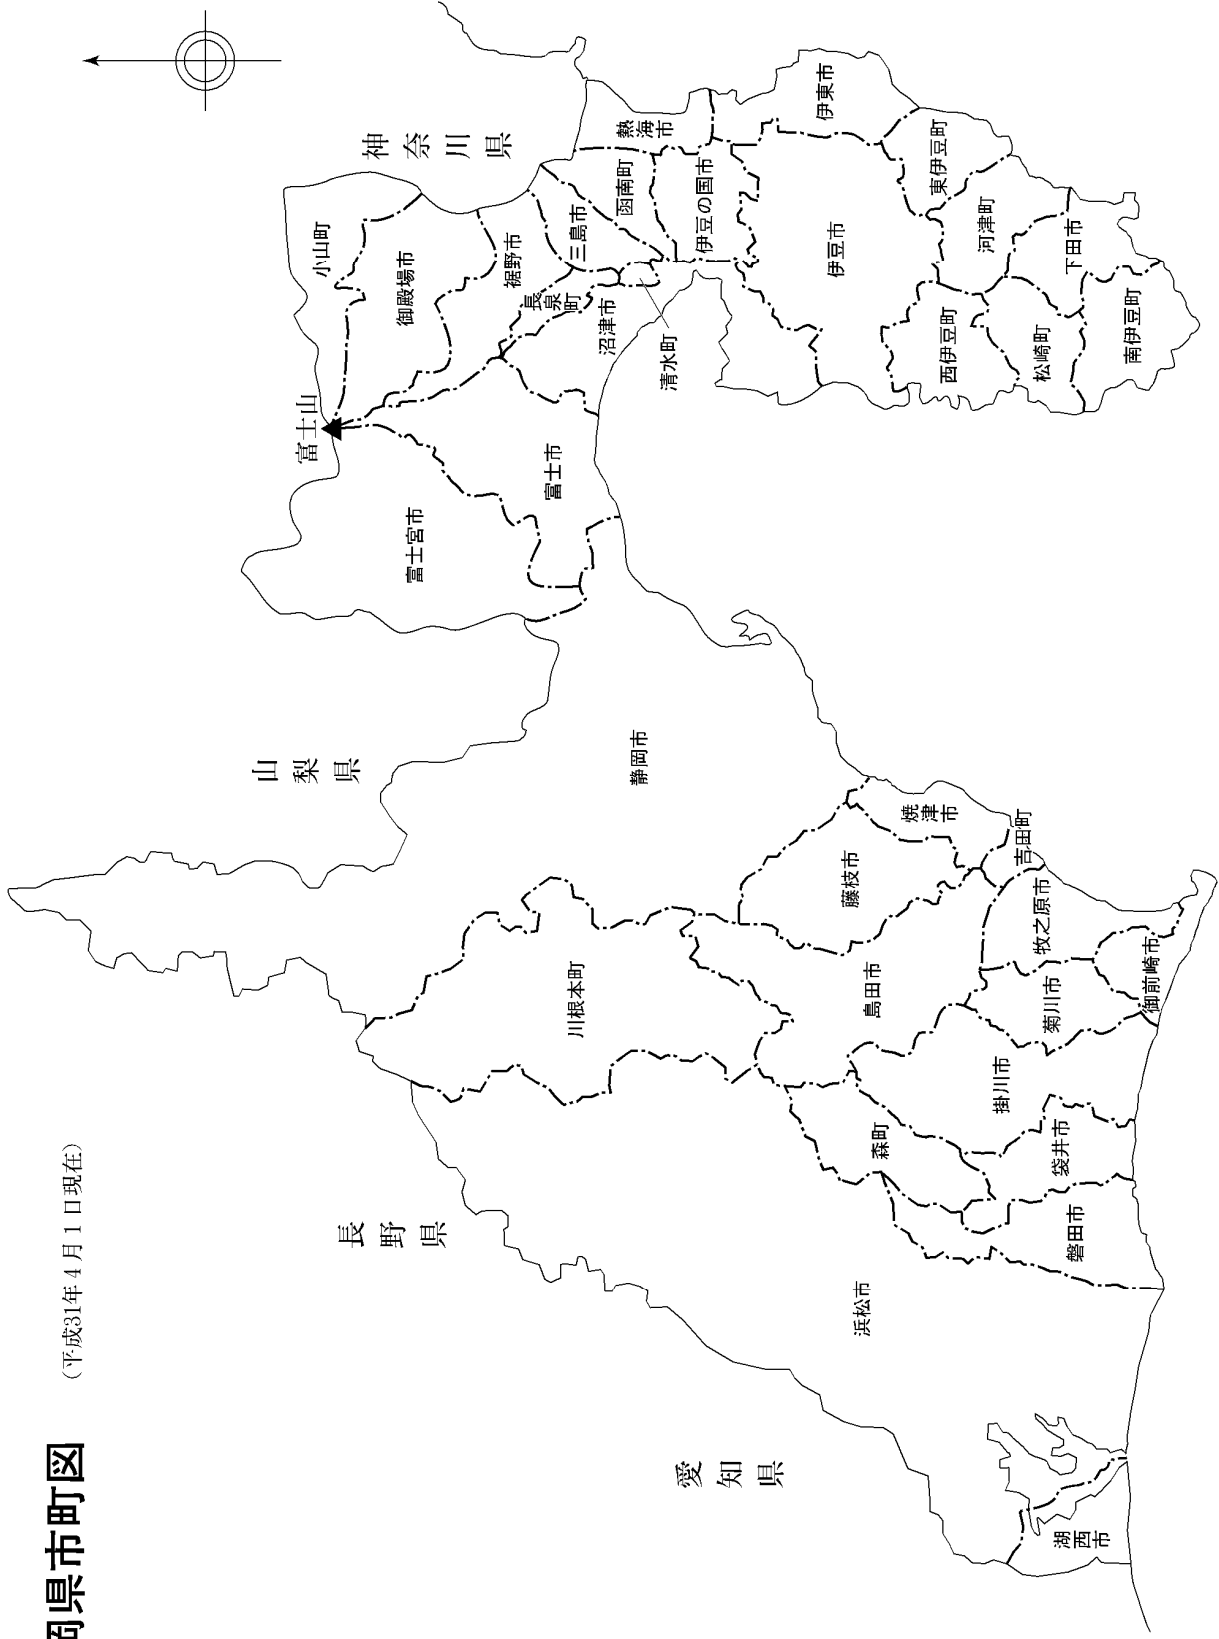 岡県市町図
（平成31年４月１日現在）
神奈川県
山梨県
長野県
愛知県
富士山
小山町
御殿場市
裾野市
三島市
長泉町
函南町
熱海市
沼津市
清水町
伊豆の国市
伊東市
伊豆市
東伊豆町
河津町
下田市
西伊豆町
松崎町
南伊豆町
富士市
富士宮市
静岡市
焼津市
藤枝市
吉田町
牧之原市
島田市
川根本町
御前崎市
菊川市
掛川市
森町
袋井市
磐田市
浜松市
湖西市